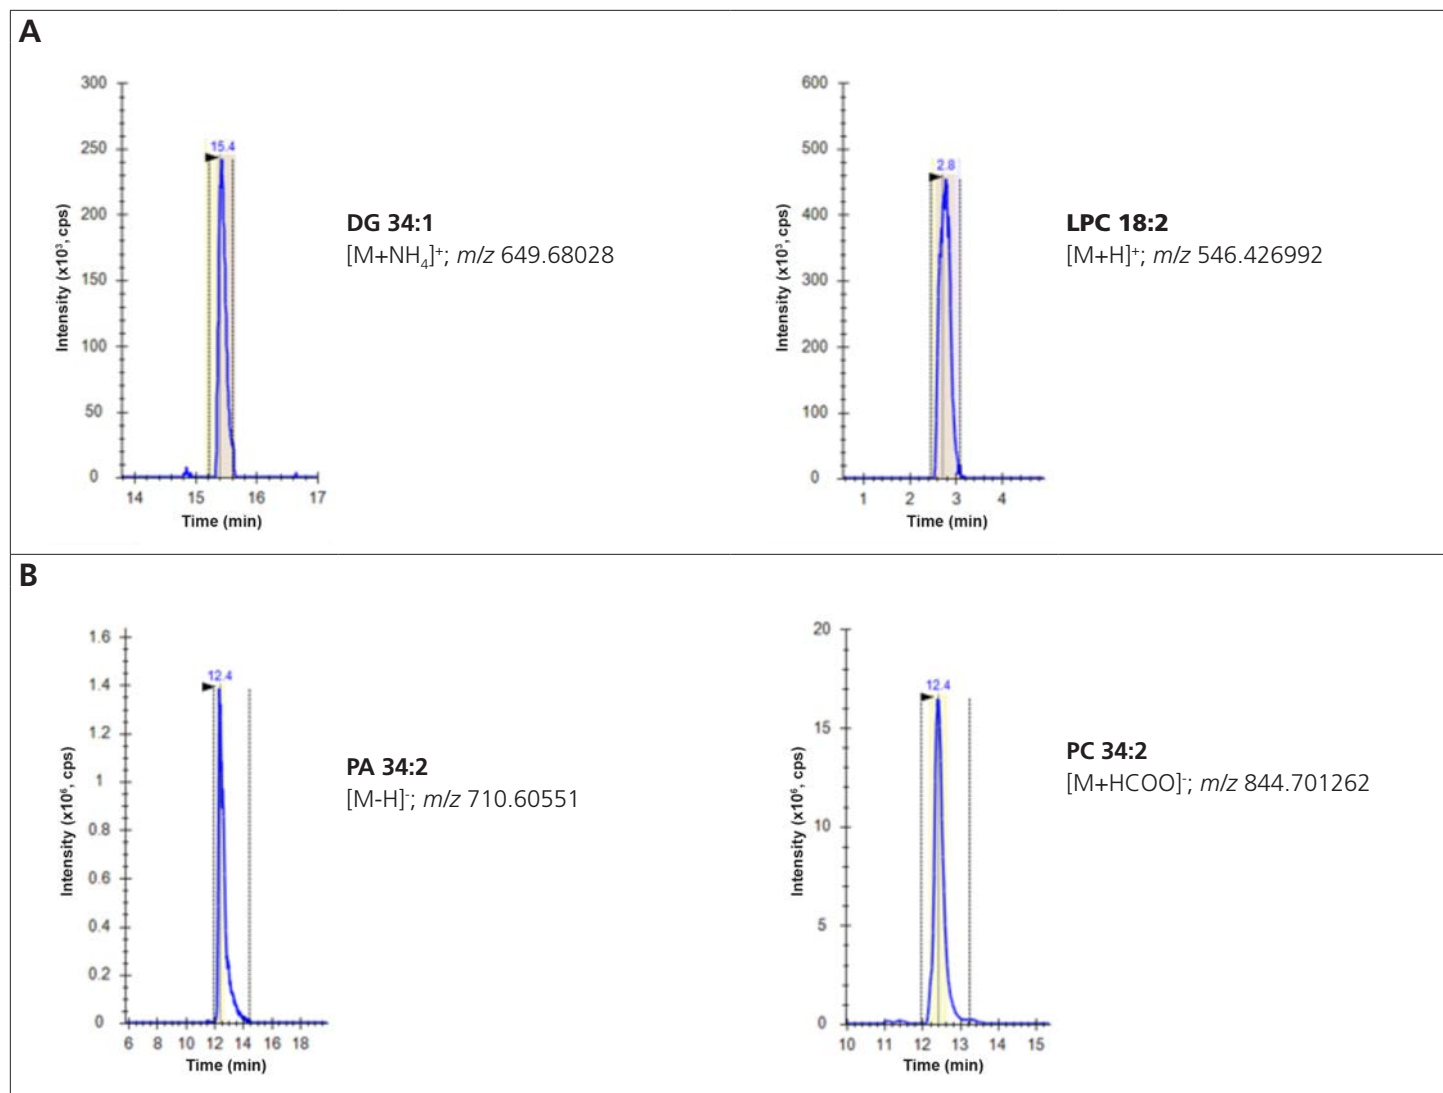 A
300
250
200
150
100
50
0
Intensity (x10³, cps)
15.4
14 15 16 17
Time (min)
DG 34:1
[M+NH₄]⁺; m/z 649.68028
600
500
400
300
200
100
0
Intensity (x10³, cps)
2.8
1 2 3 4
Time (min)
LPC 18:2
[M+H]⁺; m/z 546.426992
B
1.6
1.4
1.2
1
0.8
0.6
0.4
0.2
0
Intensity (x10⁶, cps)
12.4
6 8 10 12 14 16 18
Time (min)
PA 34:2
[M-H]⁻; m/z 710.60551
20
15
10
5
0
Intensity (x10⁶, cps)
12.4
10 11 12 13 14 15
Time (min)
PC 34:2
[M+HCOO]⁻; m/z 844.701262